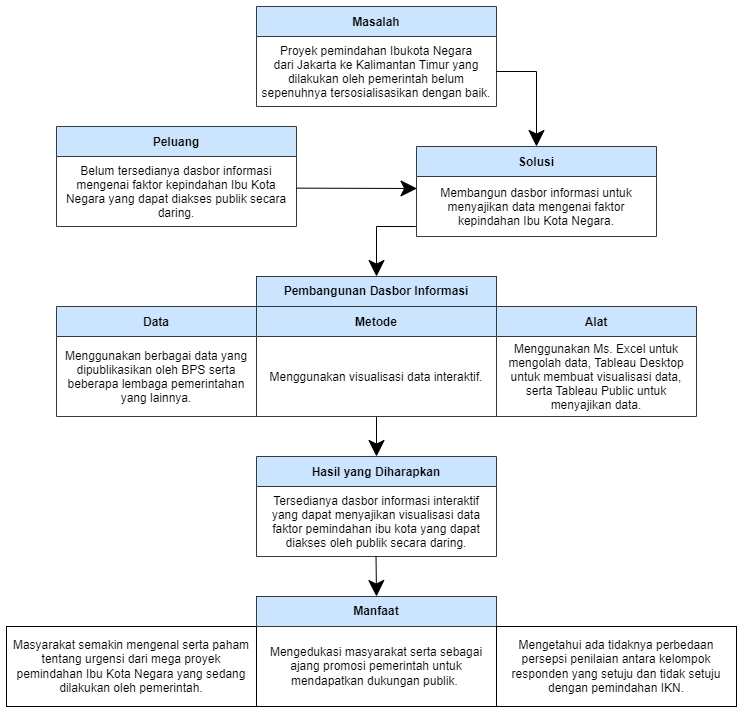 Masalah
Proyek pemindahan Ibukota Negara
dari Jakarta ke Kalimantan Timur yang
dilakukan oleh pemerintah belum
sepenuhnya tersosialisasikan dengan baik.
Peluang
Belum tersedianya dasbor informasi
mengenai faktor kepindahan Ibu Kota
Negara yang dapat diakses publik secara
daring.
Solusi
Membangun dasbor informasi untuk
menyajikan data mengenai faktor
kepindahan Ibu Kota Negara.
Pembangunan Dasbor Informasi
Data
Menggunakan berbagai data yang
dipublikasikan oleh BPS serta
beberapa lembaga pemerintahan
yang lainnya.
Metode
Menggunakan visualisasi data interaktif.
Alat
Menggunakan Ms. Excel untuk
mengolah data, Tableau Desktop
untuk membuat visualisasi data,
serta Tableau Public untuk
menyajikan data.
Hasil yang Diharapkan
Tersedianya dasbor informasi interaktif
yang dapat menyajikan visualisasi data
faktor pemindahan ibu kota yang dapat
diakses oleh publik secara daring.
Manfaat
Masyarakat semakin mengenal serta paham
tentang urgensi dari mega proyek
pemindahan Ibu Kota Negara yang sedang
dilakukan oleh pemerintah.
Mengedukasi masyarakat serta sebagai
ajang promosi pemerintah untuk
mendapatkan dukungan publik.
Mengetahui ada tidaknya perbedaan
persepsi penilaian antara kelompok
responden yang setuju dan tidak setuju
dengan pemindahan IKN.